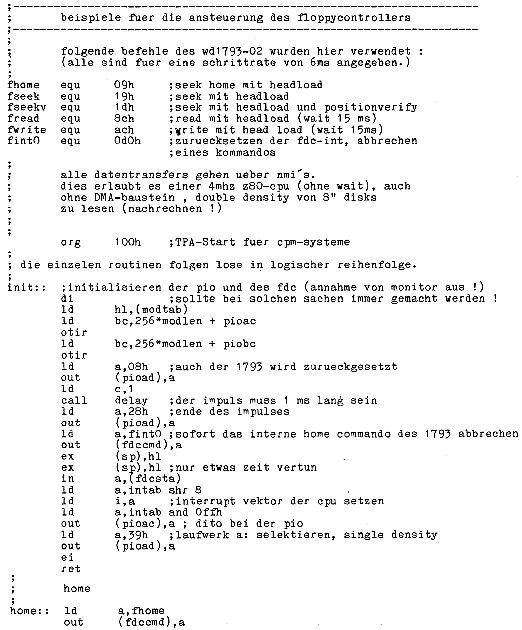 ;----------------------------------------------------------------
;       beispiele fuer die ansteuerung des floppycontrollers
;----------------------------------------------------------------
;
;       folgende befehle des wd1793-02 wurden hier verwendet :
;       (alle sind fuer eine schrittrate von 6ms angegeben.)
;
fhome   equ     09h     ;seek home mit headload
fseek   equ     19h     ;seek mit headload
fseekv  equ     1dh     ;seek mit headload und positionverify
fread   equ     8ch     ;read mit headload (wait 15 ms)
fwrite  equ     ach     ;write mit head load (wait 15ms)
fint0   equ     0d0h    ;zuruecksetzen der fdc-int, abbrechen
                        ;eines kommandos
;
;       alle datentransfers gehen ueber nmi´s.
;       dies erlaubt es einer 4mhz z80-cpu (ohne wait), auch
;       ohne DMA-baustein , double density von 8" disks
;       zu lesen (nachrechnen !)
;
;
        org     100h    ;TPA-Start fuer cpm-systeme
;
; die einzelen routinen folgen lose in logischer reihenfolge.
;
init::  ;initialisieren der pio und des fdc (annahme von monitor aus !)
        di              ;sollte bei solchen sachen immer gemacht werden !
        ld      hl,(modtab)
        ld      bc,256*modlen + pioac
        otir
        ld      bc,256*modlen + piobc
        otir
        ld      a,08h   ;auch der 1793 wird zurueckgesetzt
        out     (pioad),a
        ld      c,1
        call    delay   ;der impuls muss 1 ms lang sein
        ld      a,28h   ;ende des impulses
        out     (pioad),a
        ld      a,fint0 ;sofort das interne home commando des 1793 abbrechen
        out     (fdccmd),a
        ex      (sp),hl
        ex      (sp),hl ;nur etwas zeit vertun
        in      a,(fdcsta)
        ld      a,intab shr 8
        ld      i,a     ;interrupt vektor der cpu setzen
        ld      a,intab and 0ffh
        out     (pioac),a ; dito bei der pio
        ld      a,39h   ;laufwerk a: selektieren, single density
        out     (pioad),a
        ei
        ret
;
;       home
;
home::  ld      a,fhome
        out     (fdccmd),a